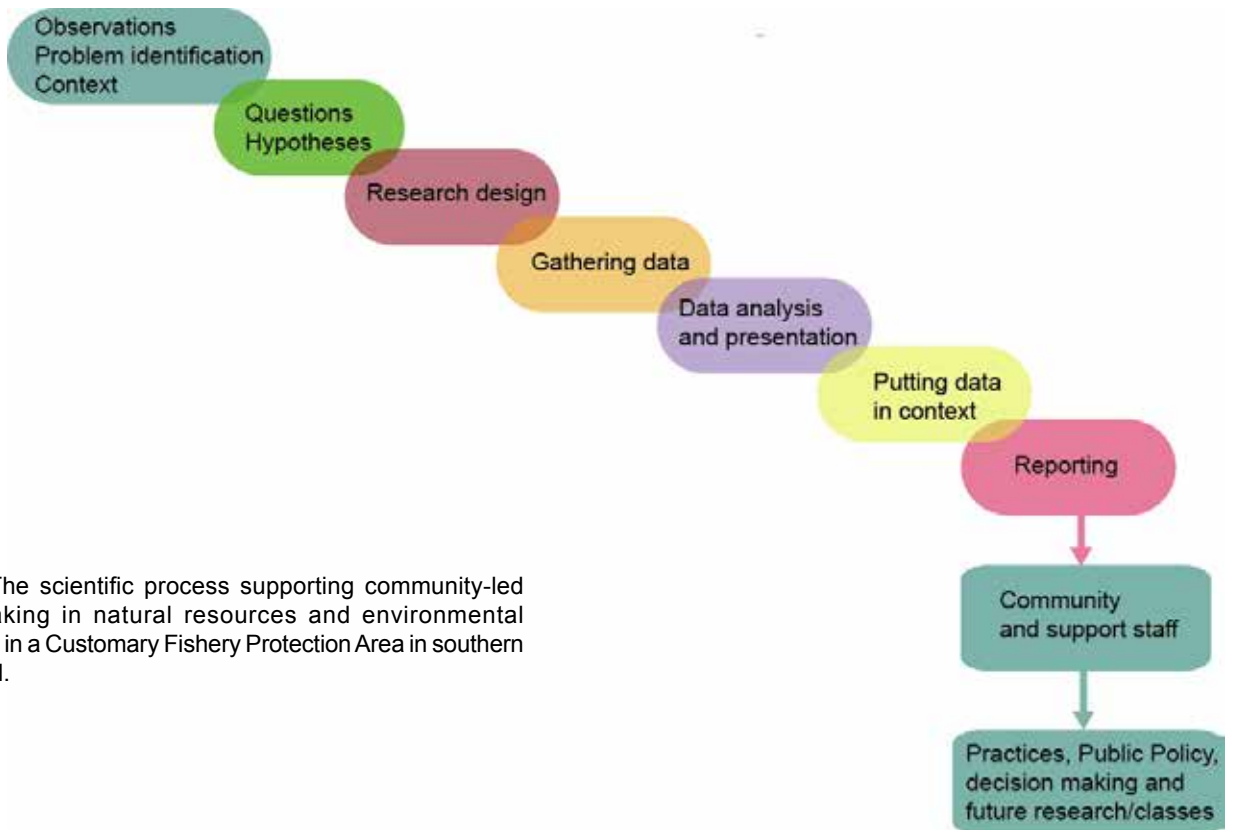 Observations
Problem identification
Context
Questions
Hypotheses
Research design
Gathering data
Data analysis
and presentation
Putting data
in context
Reporting
The scientific process supporting community-led
king in natural resources and environmental
in a Customary Fishery Protection Area in southern
Community
and support staff
Practices, Public Policy,
decision making and
future research/classes